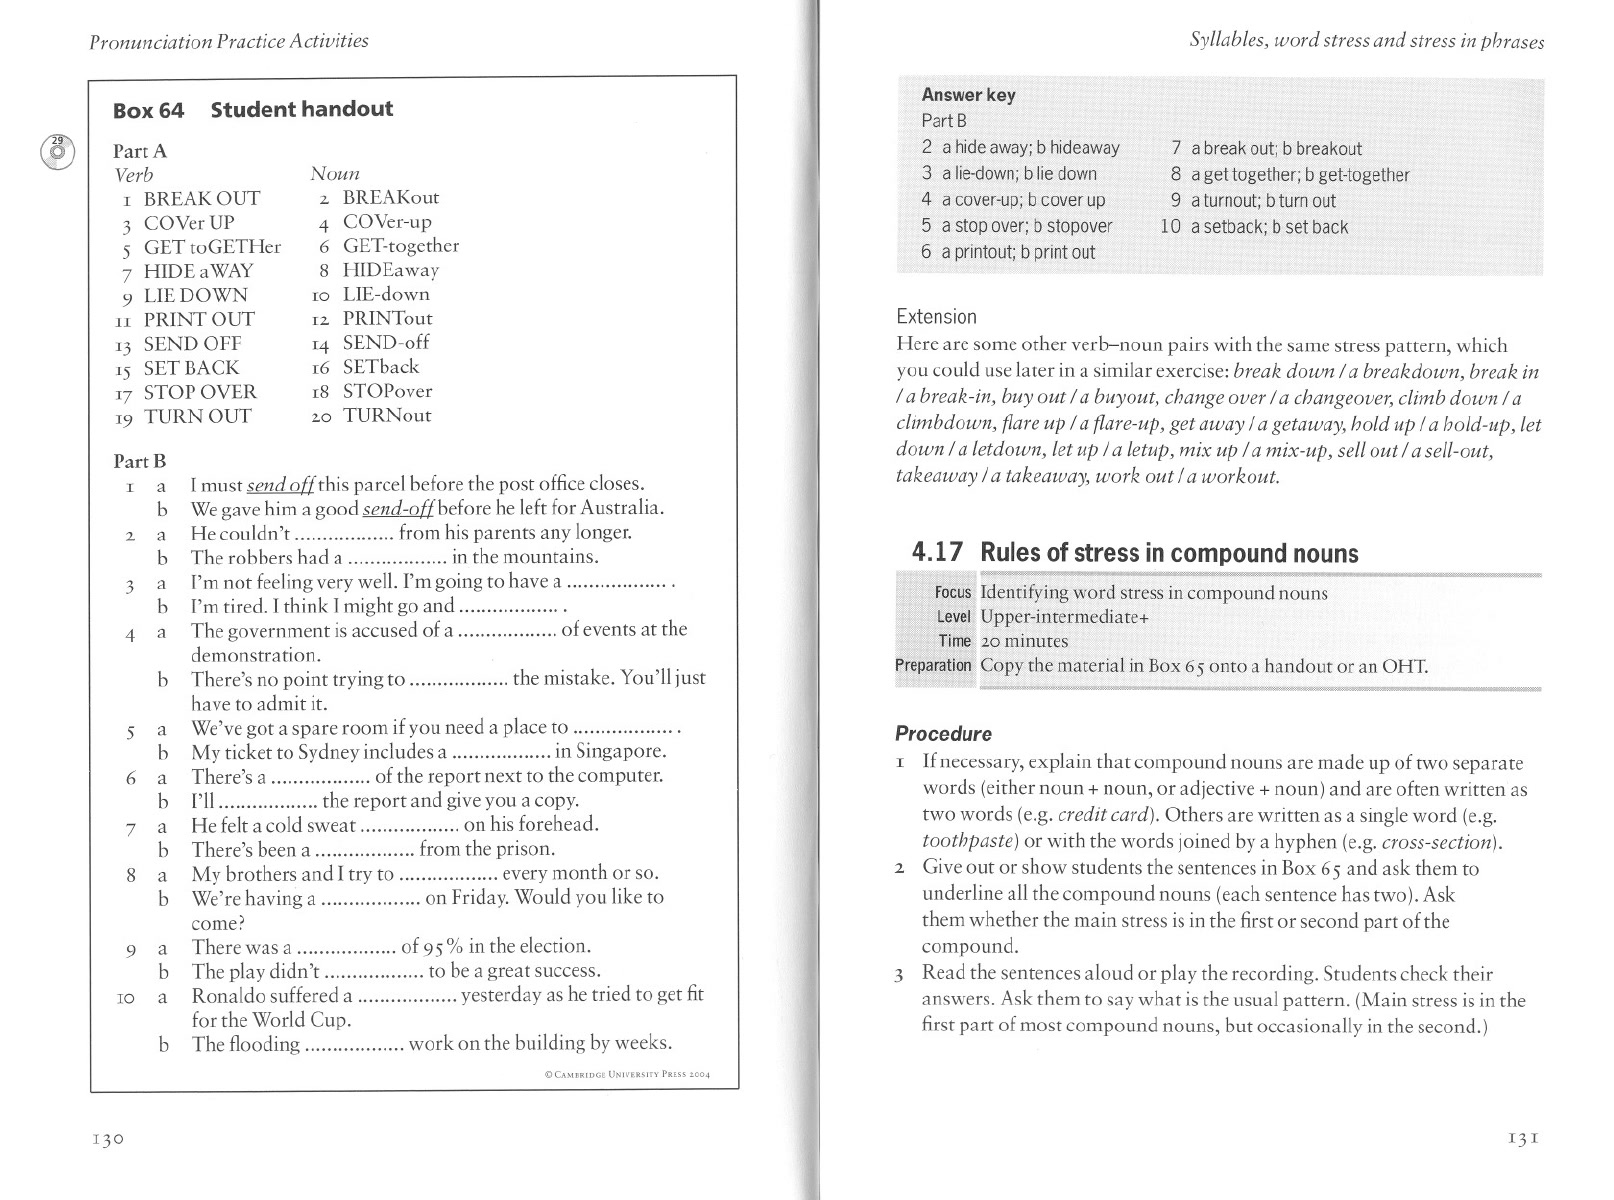 Pronunciation Practice Activities
Box 64 Student handout
29
Part A
Verb Noun
1 BREAK OUT 2 BREAKout
3 COVer UP 4 COVer-up
5 GET toGETHer 6 GET-together
7 HIDE aWAY 8 HIDEaway
9 LIE DOWN 10 LIE-down
11 PRINT OUT 12 PRINTout
13 SEND OFF 14 SEND-off
15 SET BACK 16 SETback
17 STOP OVER 18 STOPover
19 TURN OUT 20 TURNout
Part B
1 a I must send off this parcel before the post office closes.
b We gave him a good send-off before he left for Australia.
2 a He couldn't .................. from his parents any longer.
b The robbers had a .................. in the mountains.
3 a I'm not feeling very well. I'm going to have a .................. .
b I'm tired. I think I might go and .................. .
4 a The government is accused of a .................. of events at the
demonstration.
b There's no point trying to .................. the mistake. You'll just
have to admit it.
5 a We've got a spare room if you need a place to .................. .
b My ticket to Sydney includes a .................. in Singapore.
6 a There's a .................. of the report next to the computer.
b I'll .................. the report and give you a copy.
7 a He felt a cold sweat .................. on his forehead.
b There's been a .................. from the prison.
8 a My brothers and I try to .................. every month or so.
b We're having a .................. on Friday. Would you like to
come?
9 a There was a .................. of 95% in the election.
b The play didn't .................. to be a great success.
10 a Ronaldo suffered a .................. yesterday as he tried to get fit
for the World Cup.
b The flooding .................. work on the building by weeks.
© CAMBRIDGE UNIVERSITY PRESS 2004
130
Syllables, word stress and stress in phrases
Answer key
Part B
2 a hide away; b hideaway 7 a break out; b breakout
3 a lie-down; b lie down 8 a get together; b get-together
4 a cover-up; b cover up 9 a turnout; b turn out
5 a stop over; b stopover 10 a setback; b set back
6 a printout; b print out
Extension
Here are some other verb–noun pairs with the same stress pattern, which
you could use later in a similar exercise: break down / a breakdown, break in
/ a break-in, buy out / a buyout, change over / a changeover, climb down / a
climbdown, flare up / a flare-up, get away / a getaway, hold up / a hold-up, let
down / a letdown, let up / a letup, mix up / a mix-up, sell out / a sell-out,
takeaway / a takeaway, work out / a workout.
4.17 Rules of stress in compound nouns
Focus Identifying word stress in compound nouns
Level Upper-intermediate+
Time 20 minutes
Preparation Copy the material in Box 65 onto a handout or an OHT.
Procedure
1 If necessary, explain that compound nouns are made up of two separate
words (either noun + noun, or adjective + noun) and are often written as
two words (e.g. credit card). Others are written as a single word (e.g.
toothpaste) or with the words joined by a hyphen (e.g. cross-section).
2 Give out or show students the sentences in Box 65 and ask them to
underline all the compound nouns (each sentence has two). Ask
them whether the main stress is in the first or second part of the
compound.
3 Read the sentences aloud or play the recording. Students check their
answers. Ask them to say what is the usual pattern. (Main stress is in the
first part of most compound nouns, but occasionally in the second.)
131